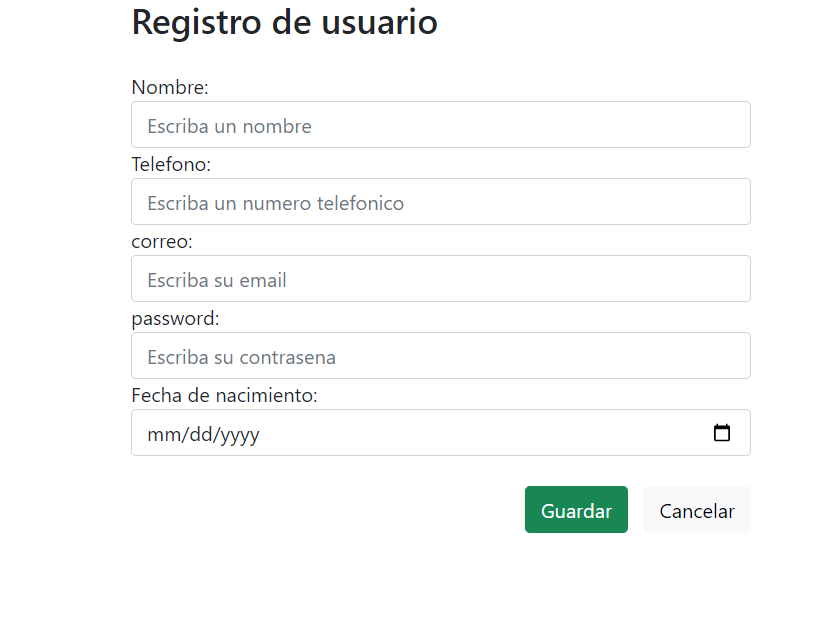 Registro de usuario
Nombre:
Escriba un nombre
Telefono:
Escriba un numero telefonico
correo:
Escriba su email
password:
Escriba su contrasena
Fecha de nacimiento:
mm/dd/yyyy
Guardar Cancelar